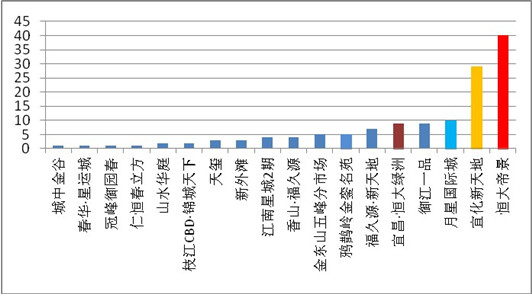 45
40
35
30
25
20
15
10
5
0
城中金谷
春华·星运城
冠峰御园春
仁恒春立方
山水华庭
枝江CBD·锦城天下
天玺
新外滩
江南星城2期
香山·福久源
金东山五峰分市场
鸦鹊岭金銮名苑
福久源·新天地
宜昌·恒大绿洲
御江一品
月星国际城
宜化新天地
恒大帝景